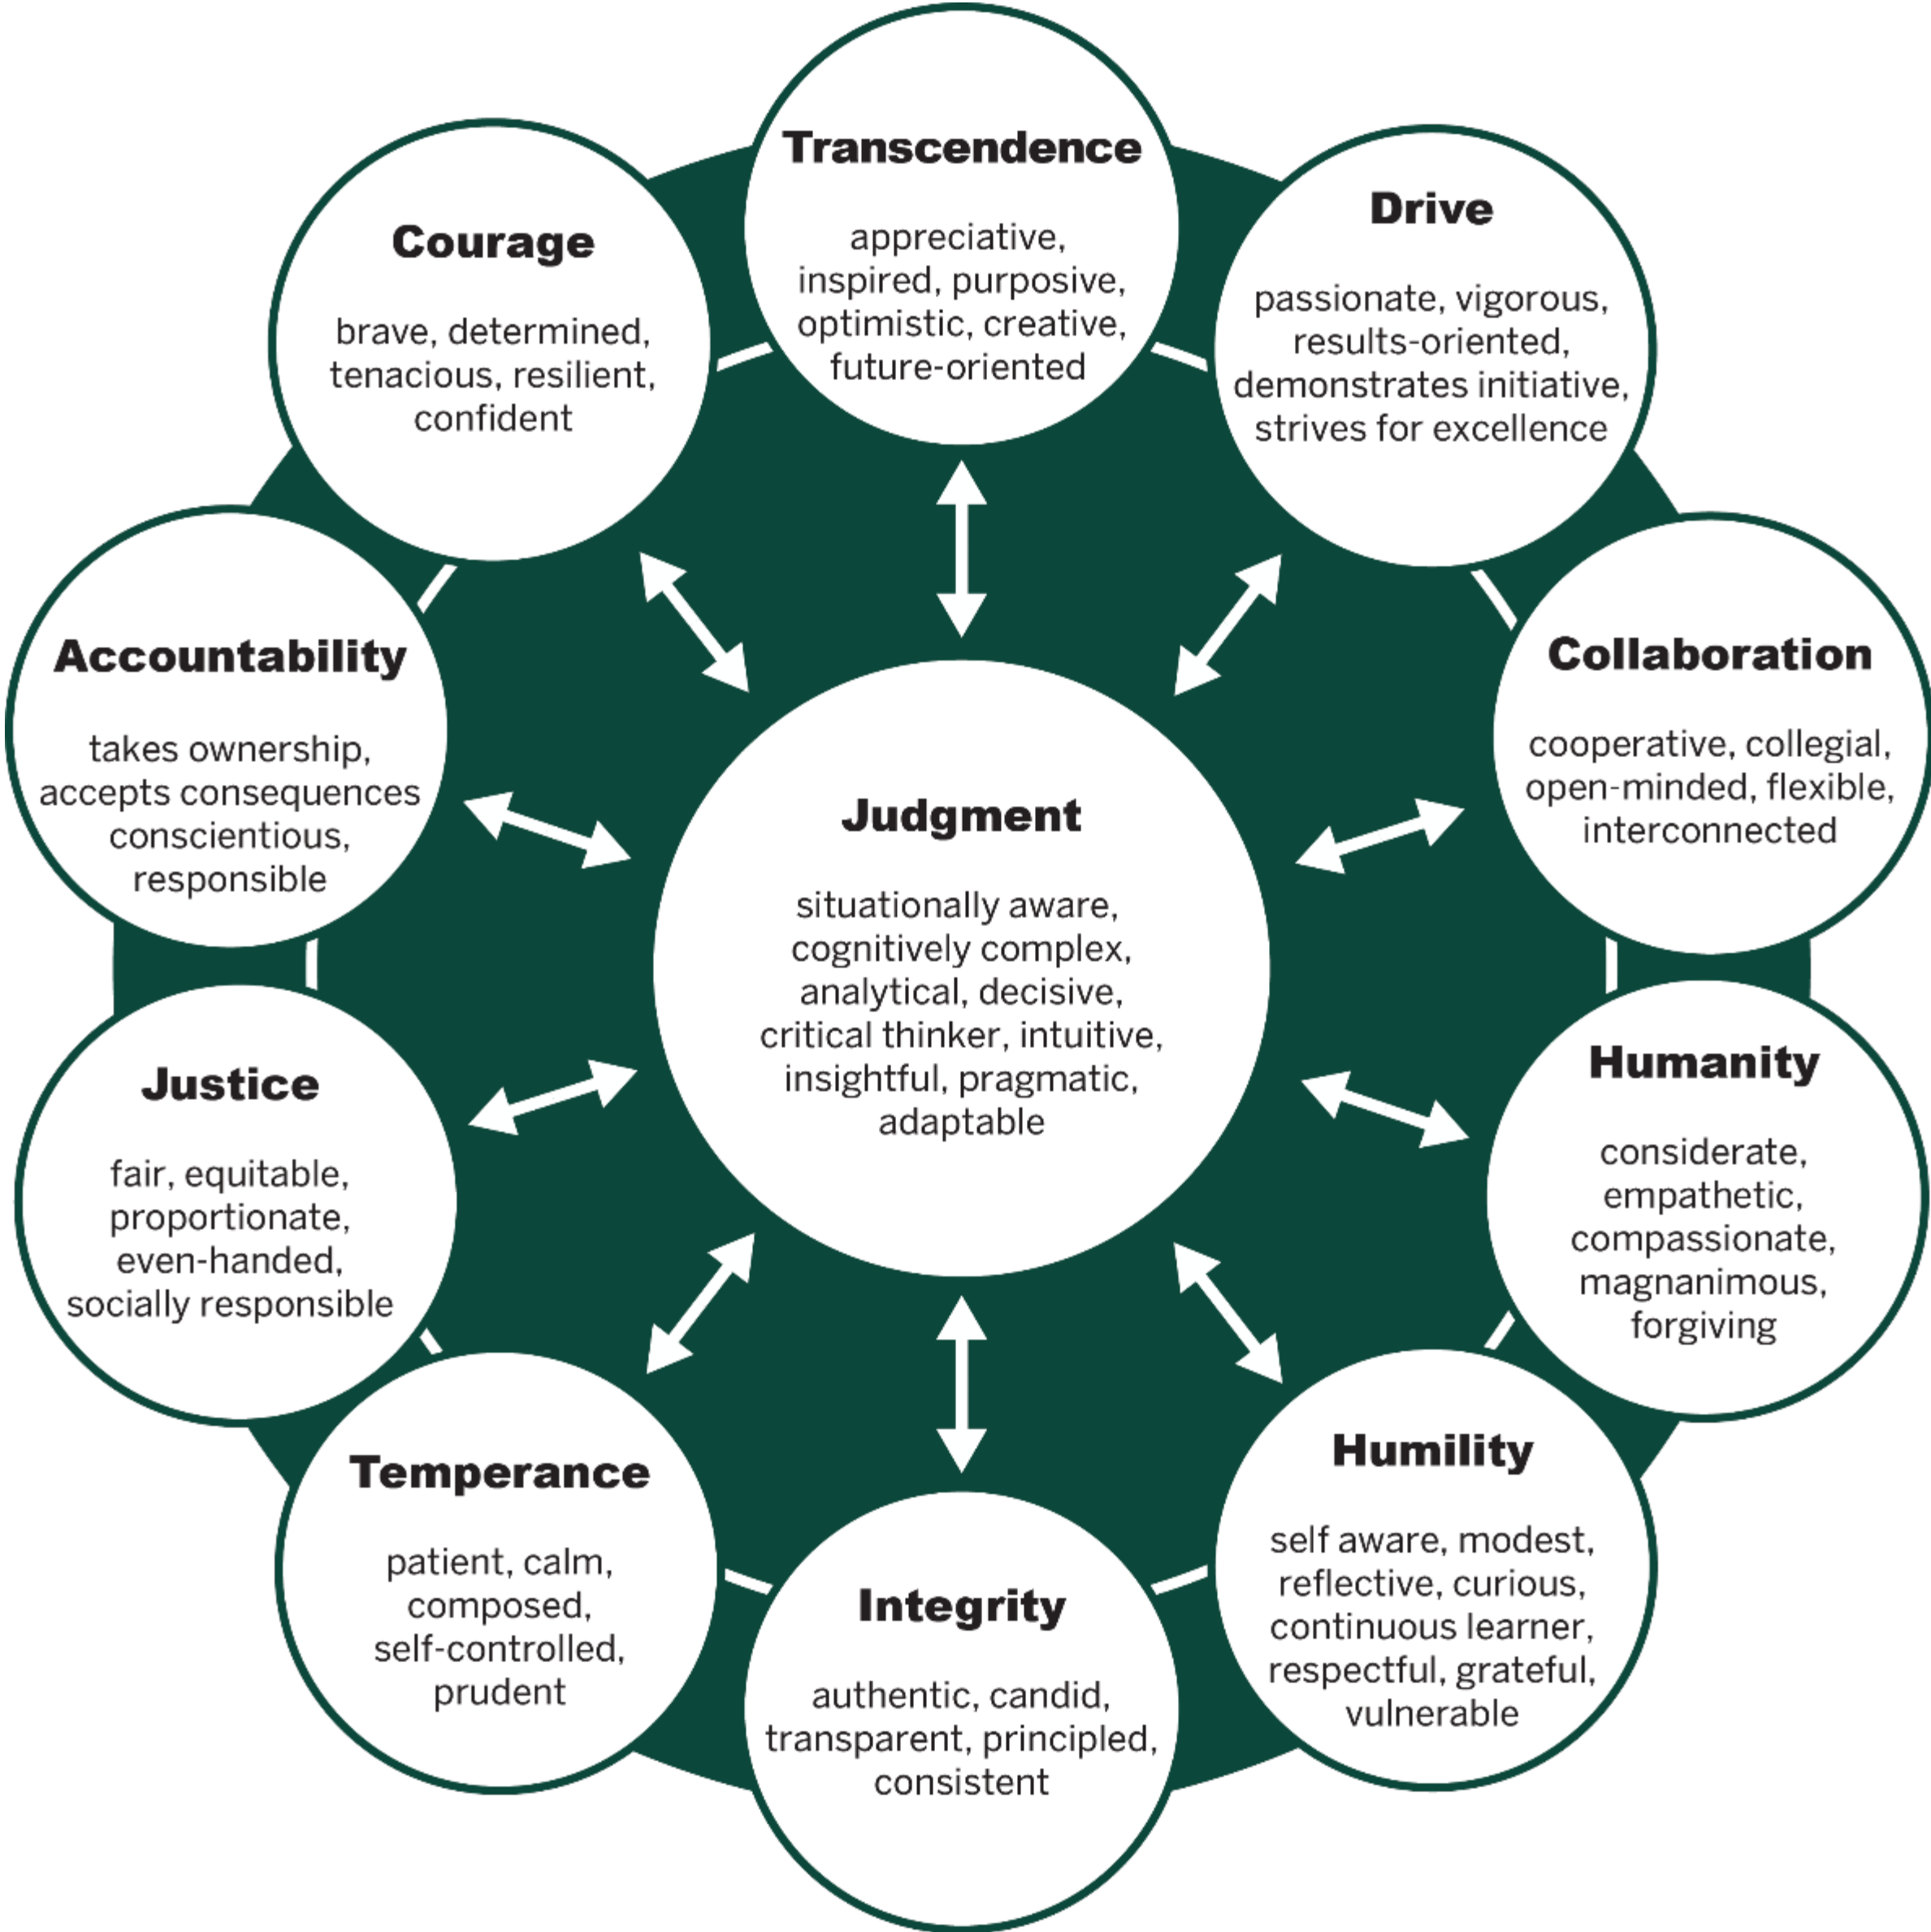 Transcendence
appreciative,
inspired, purposive,
optimistic, creative,
future-oriented
Drive
passionate, vigorous,
results-oriented,
demonstrates initiative,
strives for excellence
Collaboration
cooperative, collegial,
open-minded, flexible,
interconnected
Humanity
considerate,
empathetic,
compassionate,
magnanimous,
forgiving
Humility
self aware, modest,
reflective, curious,
continuous learner,
respectful, grateful,
vulnerable
Integrity
authentic, candid,
transparent, principled,
consistent
Temperance
patient, calm,
composed,
self-controlled,
prudent
Justice
fair, equitable,
proportionate,
even-handed,
socially responsible
Accountability
takes ownership,
accepts consequences
conscientious,
responsible
Courage
brave, determined,
tenacious, resilient,
confident
Judgment
situationally aware,
cognitively complex,
analytical, decisive,
critical thinker, intuitive,
insightful, pragmatic,
adaptable